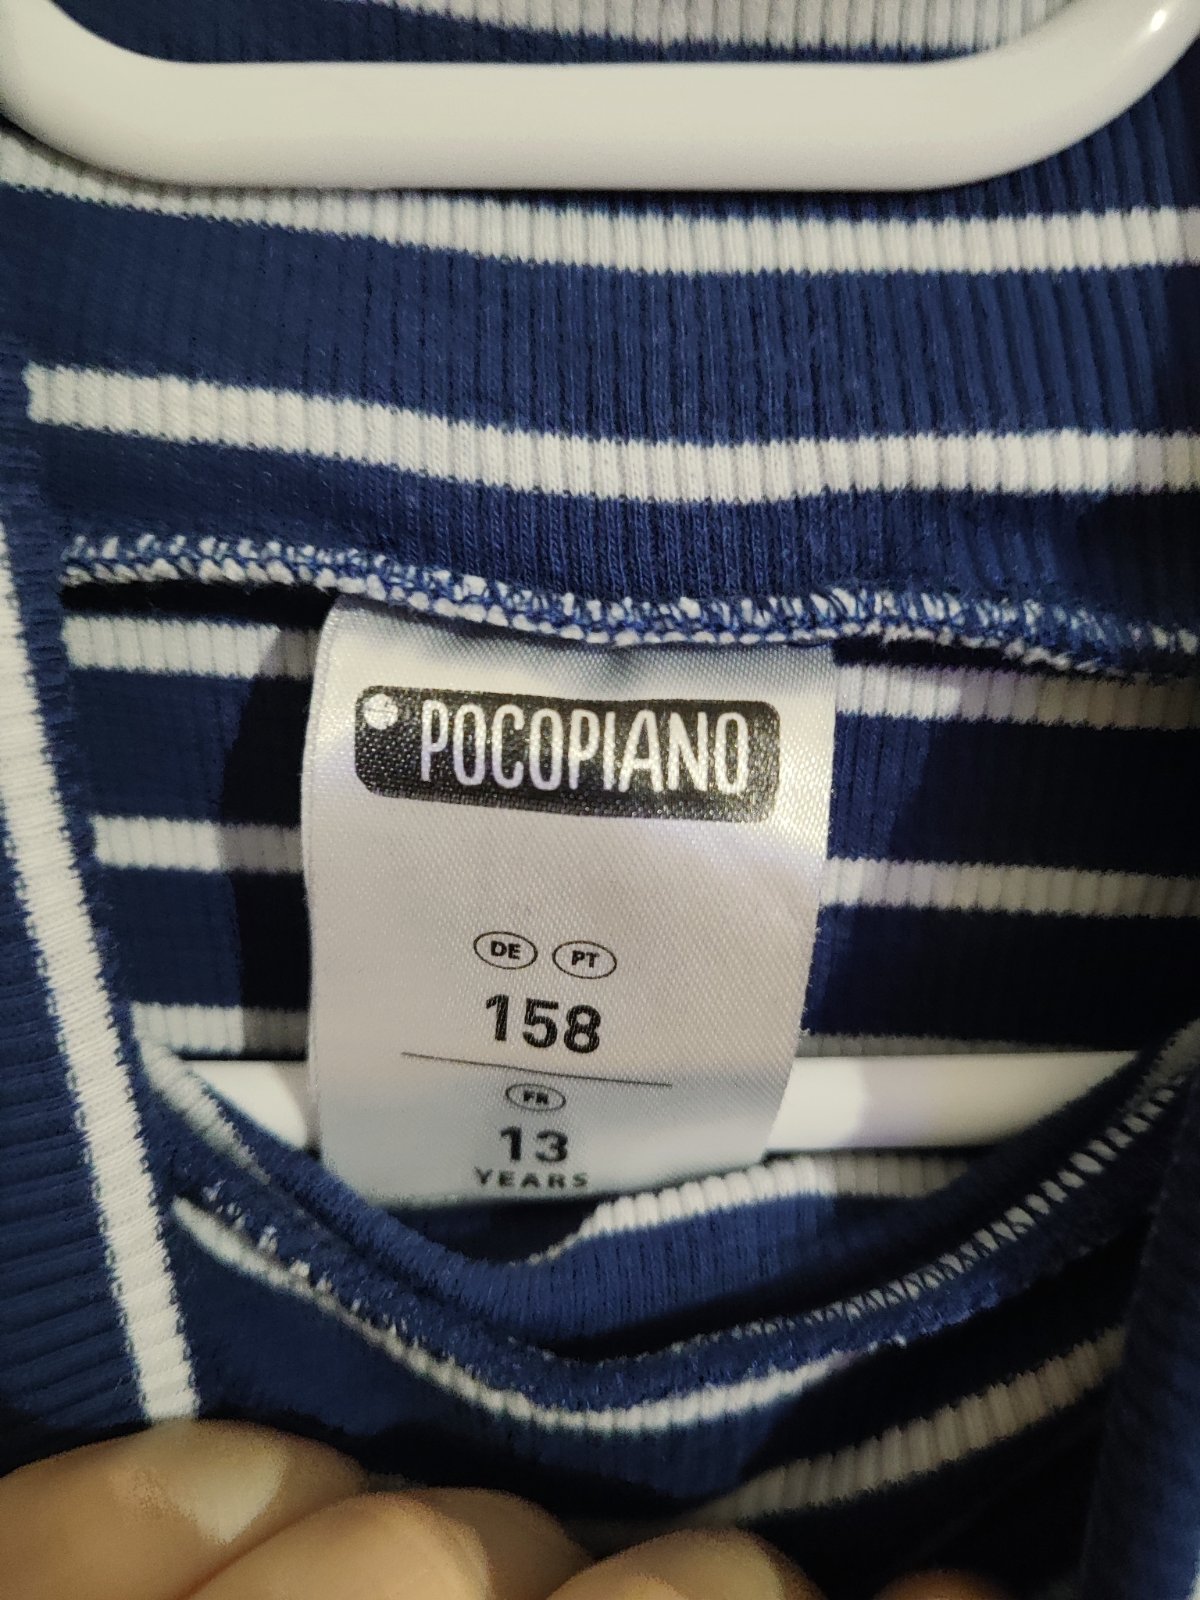 POCOPIANO
DE PT
158
FR
13
YEARS